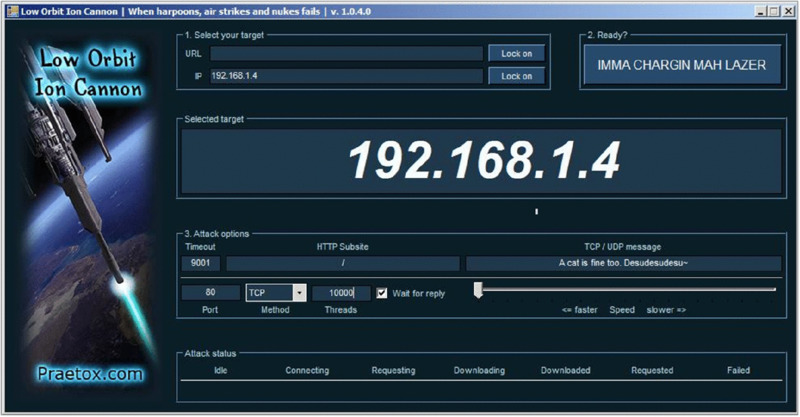 Low Orbit Ion Cannon | When harpoons, air strikes and nukes fails | v. 1.0.4.0
Low Orbit
Ion Cannon
Praetox.com
1. Select your target
URL Lock on
IP 192.168.1.4 Lock on
2. Ready?
IMMA CHARGIN MAH LAZER
Selected target
192.168.1.4
3. Attack options
Timeout HTTP Subsite TCP / UDP message
9001 / A cat is fine too. Desudesudesu~
80 TCP 10000 Wait for reply
Port Method Threads <= faster Speed slower =>
Attack status
Idle Connecting Requesting Downloading Downloaded Requested Failed